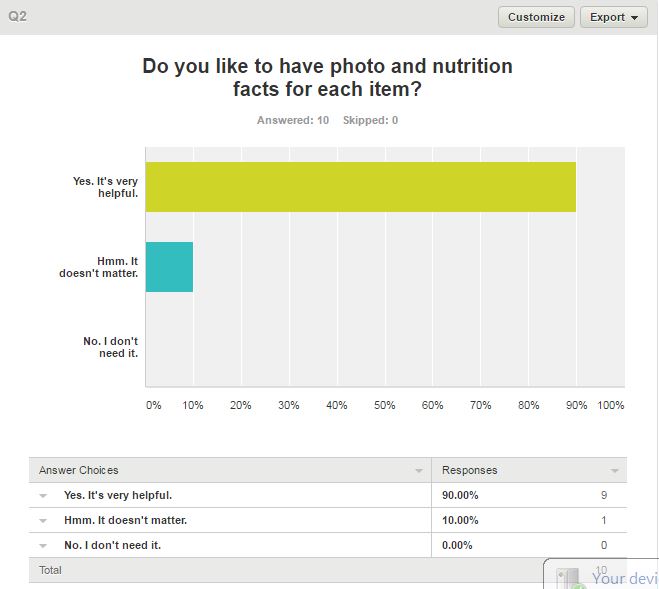 Q2
Customize
Export
Do you like to have photo and nutrition
facts for each item?
Answered: 10 Skipped: 0
Yes. It's very
helpful.
Hmm. It
doesn't matter.
No. I don't
need it.
0% 10% 20% 30% 40% 50% 60% 70% 80% 90% 100%
Answer Choices Responses
Yes. It's very helpful. 90.00% 9
Hmm. It doesn't matter. 10.00% 1
No. I don't need it. 0.00% 0
Total 10
Your devi